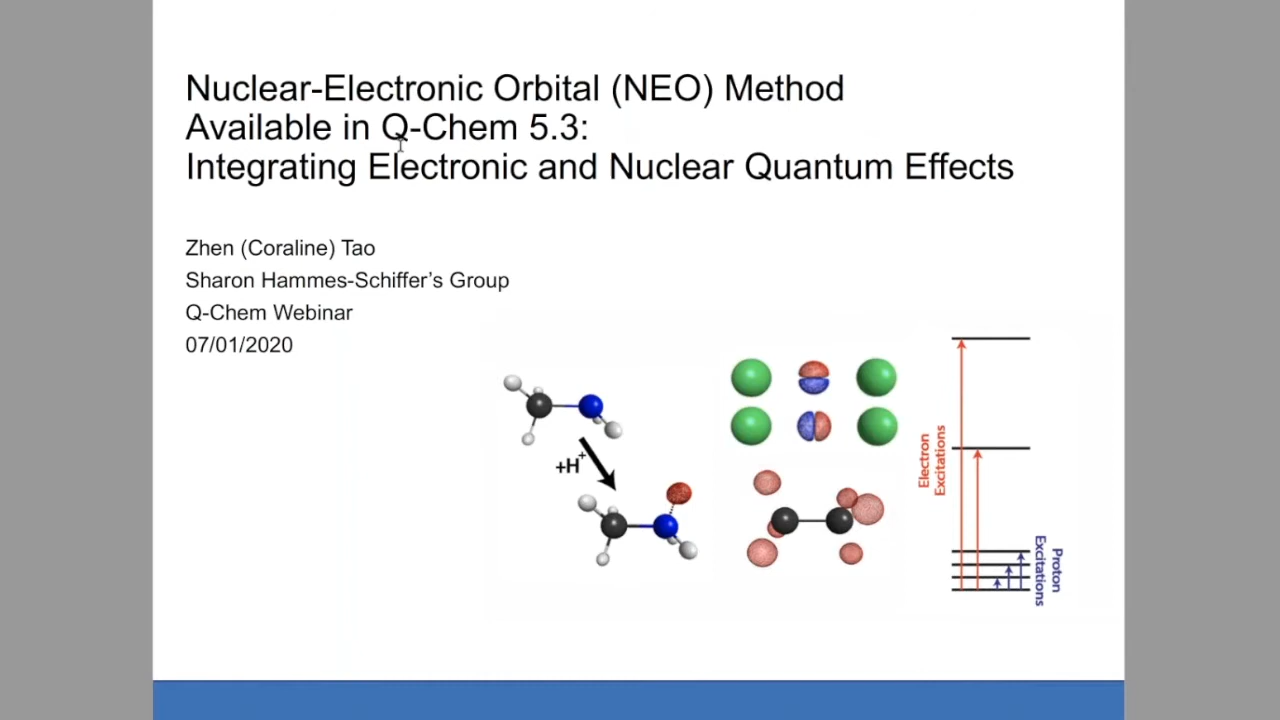 Nuclear-Electronic Orbital (NEO) Method
Available in Q-Chem 5.3:
Integrating Electronic and Nuclear Quantum Effects
Zhen (Coraline) Tao
Sharon Hammes-Schiffer's Group
Q-Chem Webinar
07/01/2020
+H+
Electron
Excitations
Proton
Excitations